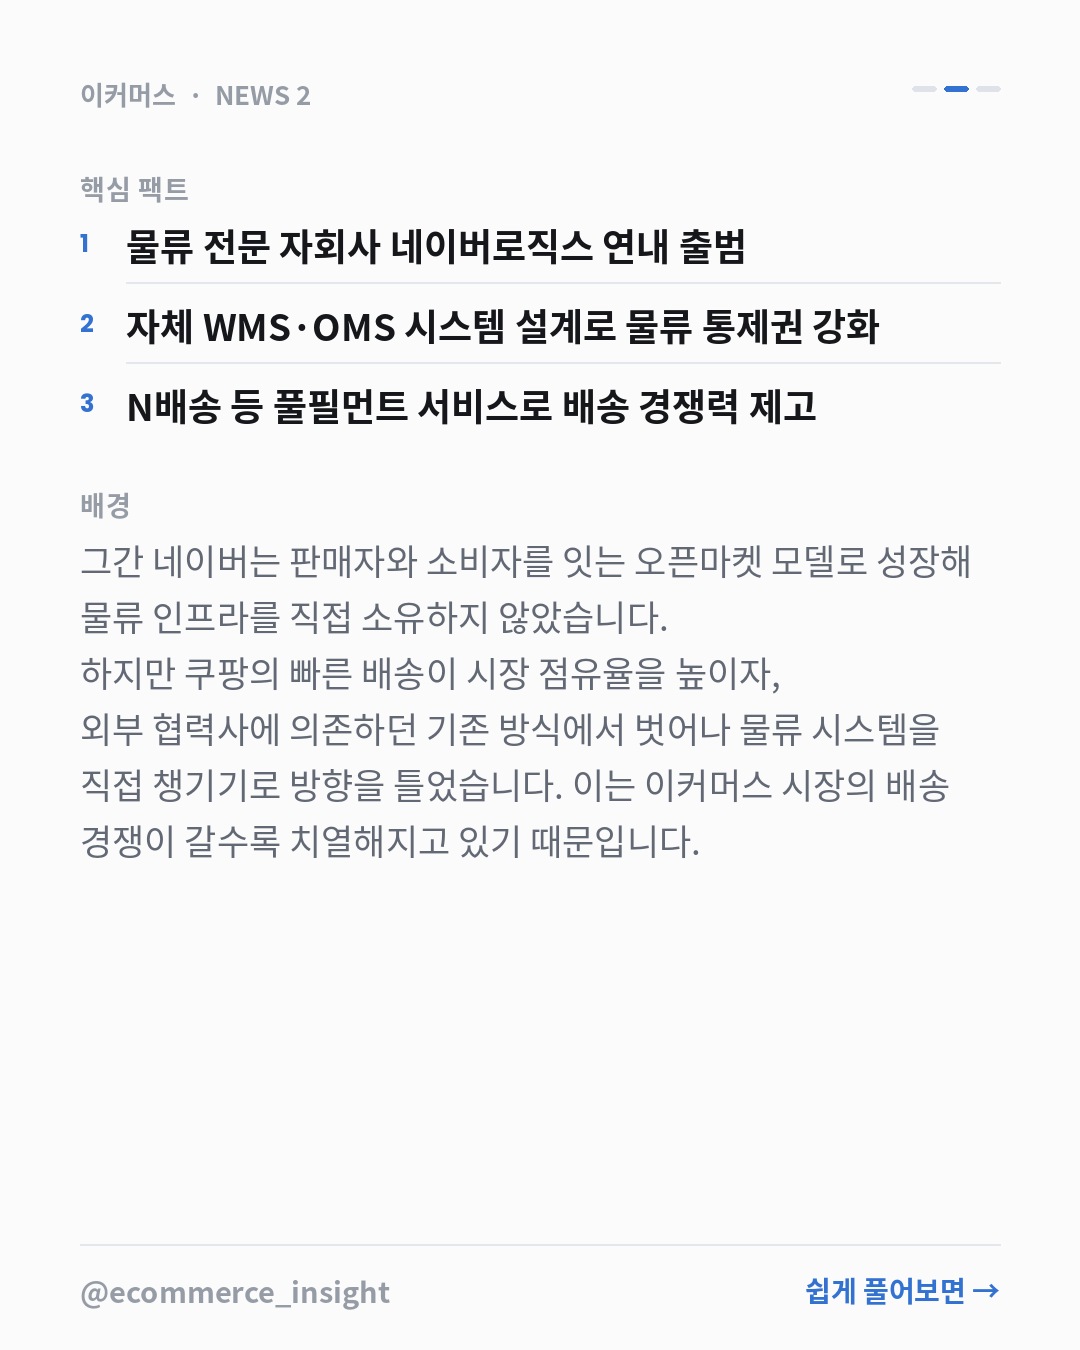 이커머스 · NEWS 2
핵심 팩트
1 물류 전문 자회사 네이버로직스 연내 출범
2 자체 WMS·OMS 시스템 설계로 물류 통제권 강화
3 N배송 등 풀필먼트 서비스로 배송 경쟁력 제고
배경
그간 네이버는 판매자와 소비자를 잇는 오픈마켓 모델로 성장해
물류 인프라를 직접 소유하지 않았습니다.
하지만 쿠팡의 빠른 배송이 시장 점유율을 높이자,
외부 협력사에 의존하던 기존 방식에서 벗어나 물류 시스템을
직접 챙기기로 방향을 틀었습니다. 이는 이커머스 시장의 배송
경쟁이 갈수록 치열해지고 있기 때문입니다.
@ecommerce_insight
쉽게 풀어보면 →